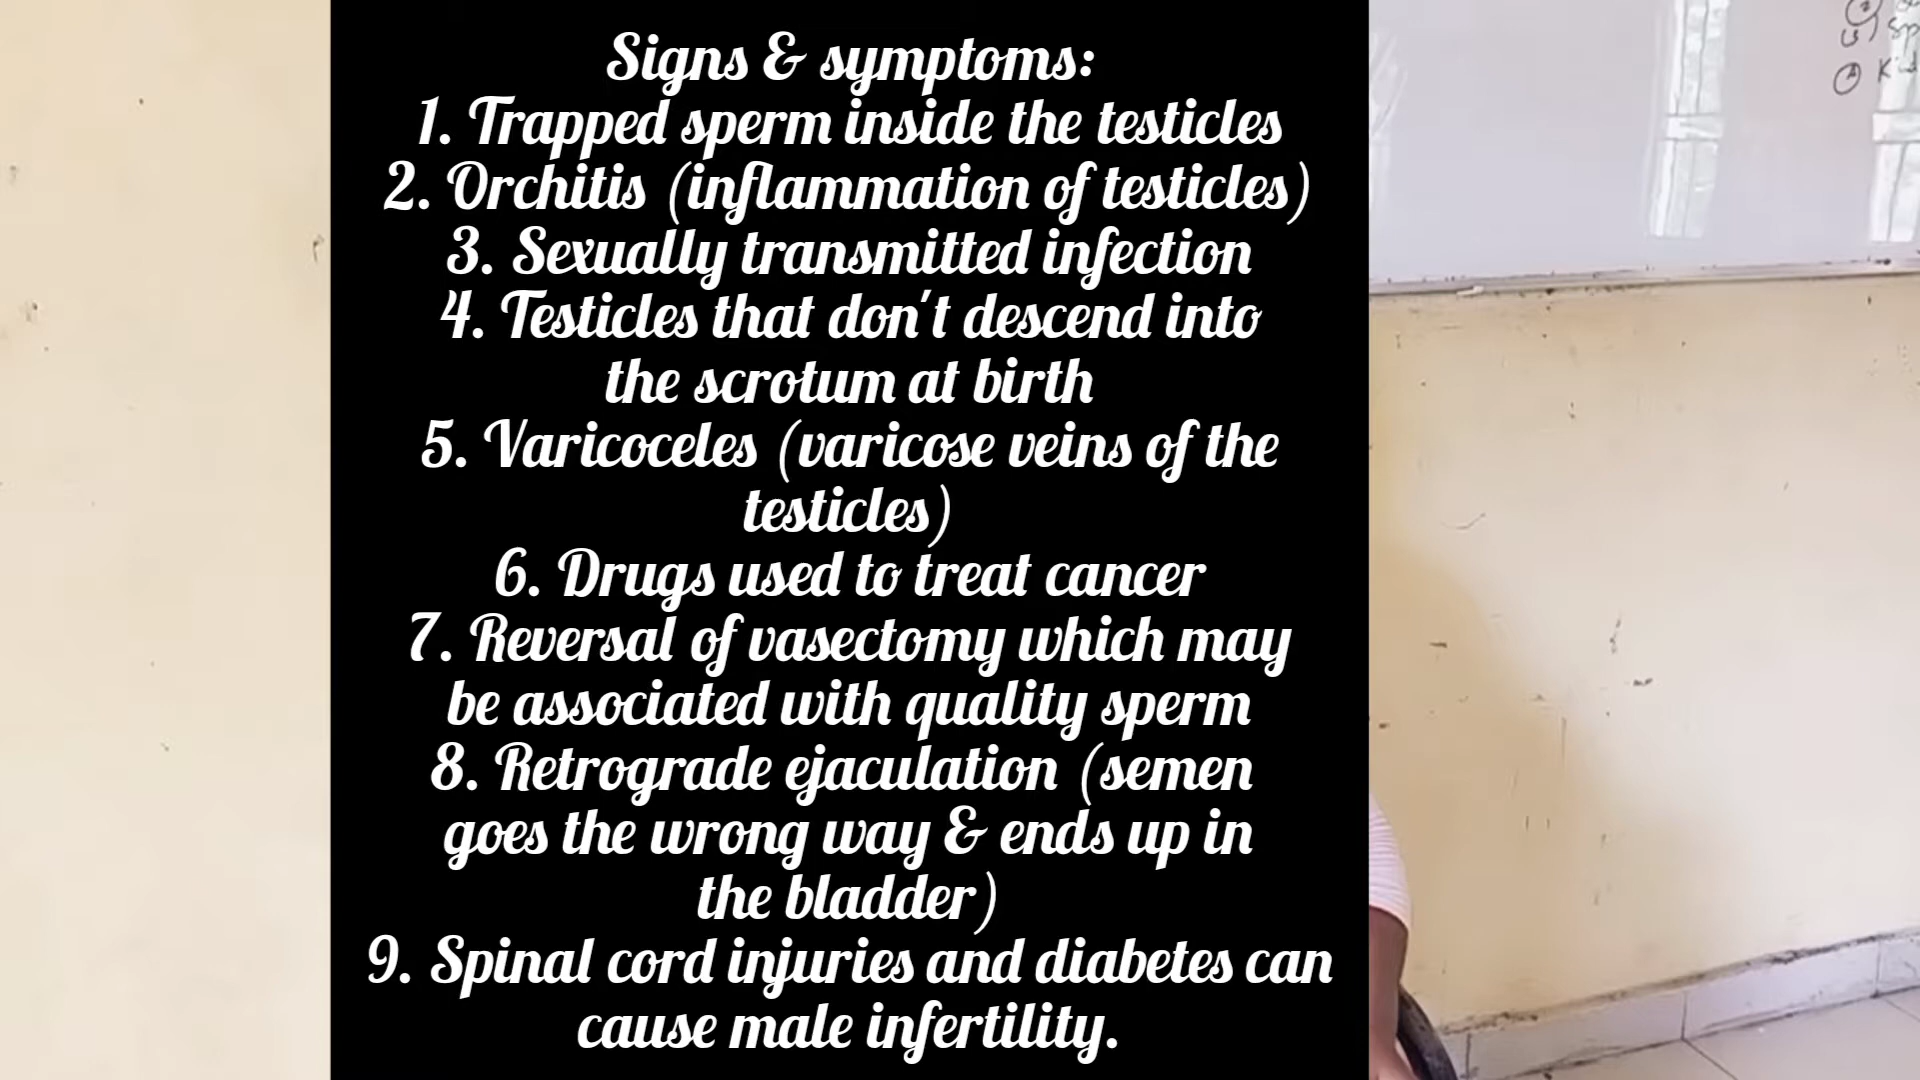 Signs & symptoms:
1. Trapped sperm inside the testicles
2. Orchitis (inflammation of testicles)
3. Sexually transmitted infection
4. Testicles that don't descend into
the scrotum at birth
5. Varicoceles (varicose veins of the
testicles)
6. Drugs used to treat cancer
7. Reversal of vasectomy which may
be associated with quality sperm
8. Retrograde ejaculation (semen
goes the wrong way & ends up in
the bladder)
9. Spinal cord injuries and diabetes can
cause male infertility.